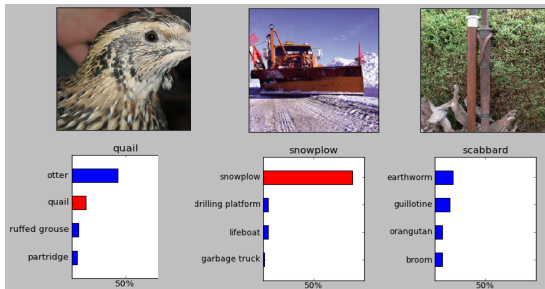 quail
otter
quail
ruffed grouse
partridge
50%
snowplow
snowplow
drilling platform
lifeboat
garbage truck
50%
scabbard
earthworm
guillotine
orangutan
broom
50%